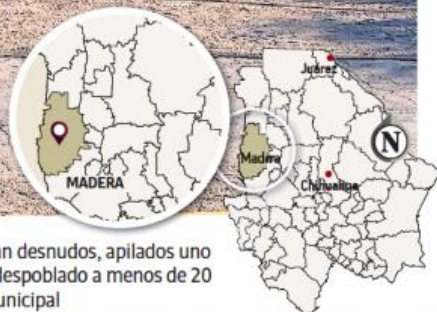 Juárez
N
Madera
MADERA
Chihuahua
an desnudos, apilados uno
despoblado a menos de 20
unicipal